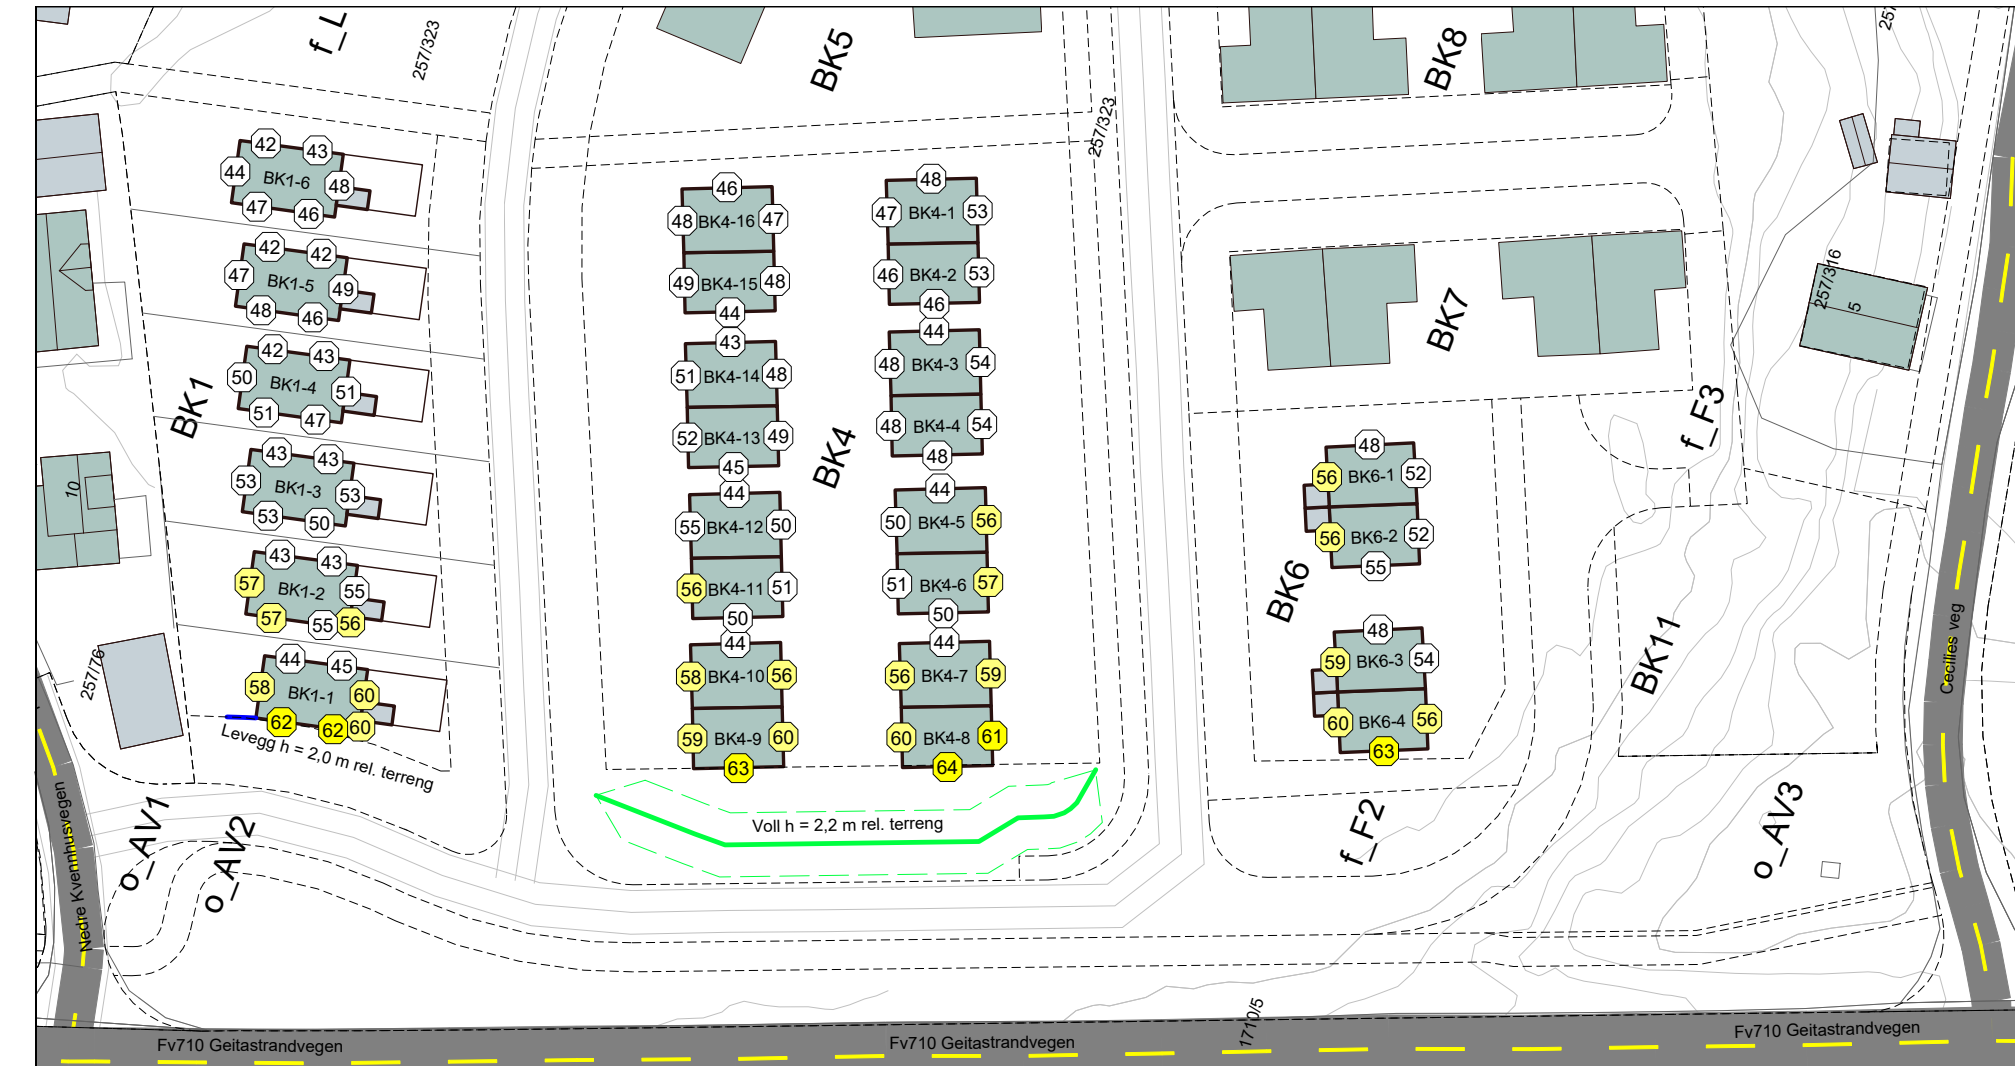 f_L
257/323
BK5
BK8
257/323
42
43
44
BK1-6
48
47
46
42
42
47
BK1-5
49
48
46
42
43
50
BK1-4
51
51
47
BK1
43
43
53
BK1-3
53
53
50
43
43
57
BK1-2
55
57
55
56
44
45
58
BK1-1
60
62
62
60
Levegg h = 2,0 m rel. terreng
46
48
BK4-16
47
49
BK4-15
48
44
43
51
BK4-14
48
52
BK4-13
49
45
44
55
BK4-12
50
56
BK4-11
51
50
44
58
BK4-10
56
59
BK4-9
60
63
BK4
48
47
BK4-1
53
46
BK4-2
53
46
44
48
BK4-3
54
48
BK4-4
54
48
44
50
BK4-5
56
51
BK4-6
57
50
44
56
BK4-7
59
60
BK4-8
61
64
Voll h = 2,2 m rel. terreng
BK7
48
56
BK6-1
52
56
BK6-2
52
55
BK6
48
59
BK6-3
54
60
BK6-4
56
63
f_F3
f_F2
BK11
257/316
5
10
257/76
o_AV1
o_AV2
o_AV3
Nedre Kvernhusvegen
Cecilies veg
1710/5
Fv710 Geitastrandvegen
Fv710 Geitastrandvegen
Fv710 Geitastrandvegen